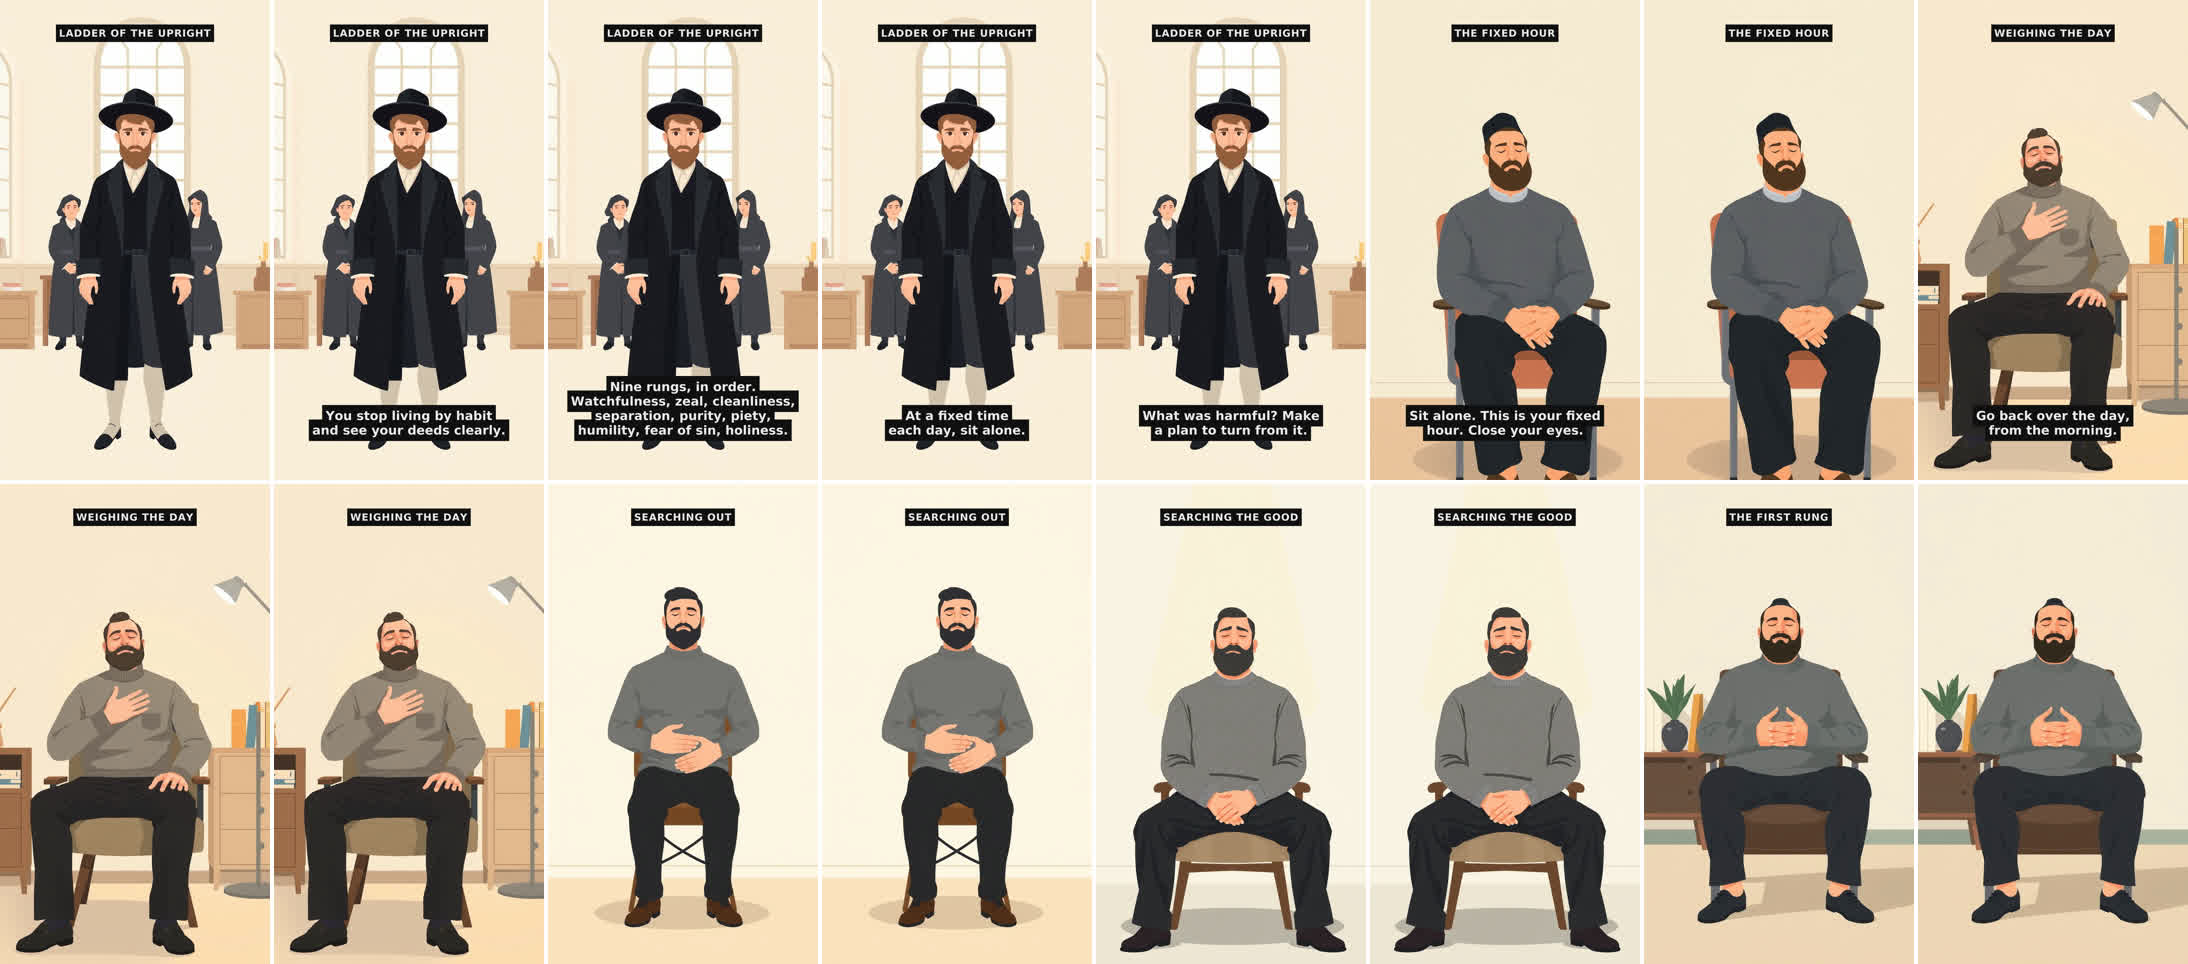 LADDER OF THE UPRIGHT
LADDER OF THE UPRIGHT
You stop living by habit
and see your deeds clearly.
LADDER OF THE UPRIGHT
Nine rungs, in order.
Watchfulness, zeal, cleanliness,
separation, purity, piety,
humility, fear of sin, holiness.
LADDER OF THE UPRIGHT
At a fixed time
each day, sit alone.
LADDER OF THE UPRIGHT
What was harmful? Make
a plan to turn from it.
THE FIXED HOUR
Sit alone. This is your fixed
hour. Close your eyes.
THE FIXED HOUR
WEIGHING THE DAY
Go back over the day,
from the morning.
WEIGHING THE DAY
WEIGHING THE DAY
SEARCHING OUT
SEARCHING OUT
SEARCHING THE GOOD
SEARCHING THE GOOD
THE FIRST RUNG